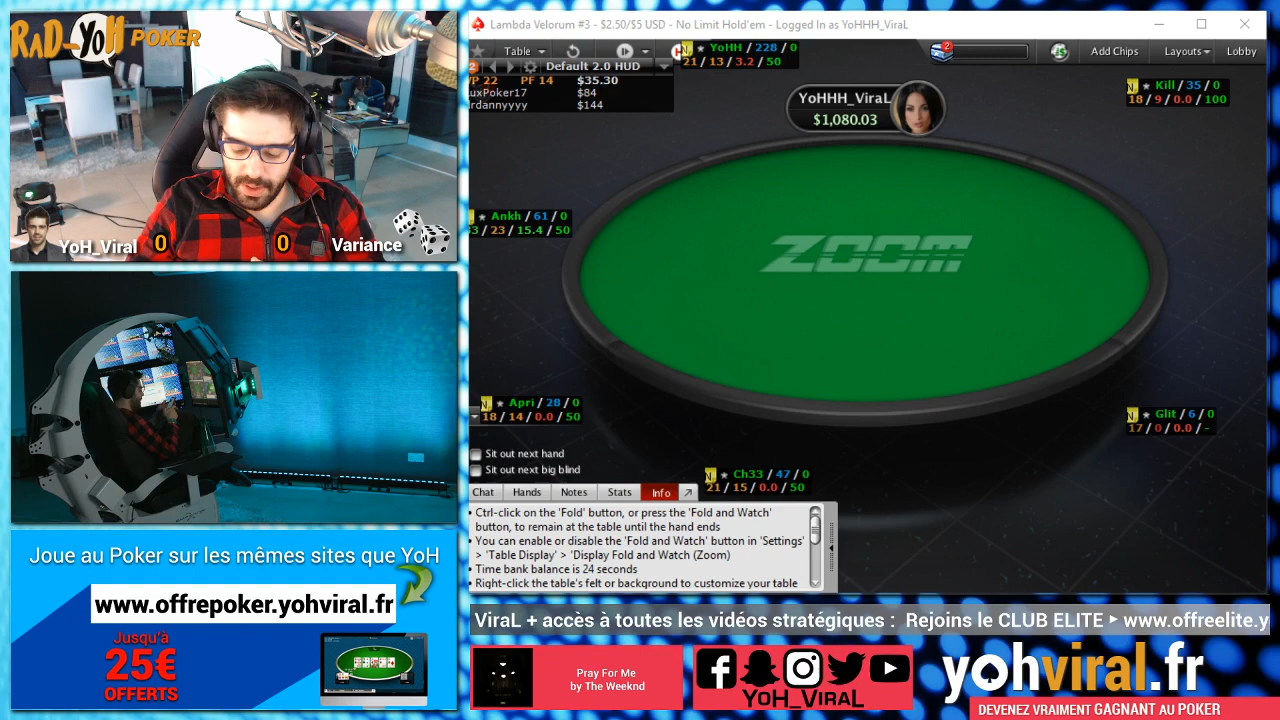 RaD-YoH POKER
YoH_Viral 0 0 Variance
Joue au Poker sur les mêmes sites que YoH
www.offrepoker.yohviral.fr
Jusqu'à
25€
OFFERTS
Lambda Velorum #3 - $2.50/$5 USD - No Limit Hold'em - Logged In as YoHHH_ViraL
Table
2
Add Chips
Layouts
Lobby
Default 2.0 HUD
VP 22 PF 14 $35.30
uxPoker17 $84
rdannyyyy $144
YoHH / 228 / 0
21 / 13 / 3.2 / 50
YoHHH_ViraL
$1,080.03
Kill / 35 / 0
18 / 9 / 0.0 / 100
Ankh / 61 / 0
3 / 23 / 15.4 / 50
ZOOM
Apri / 28 / 0
18 / 14 / 0.0 / 50
Glit / 6 / 0
17 / 0 / 0.0 / -
Ch33 / 47 / 0
21 / 15 / 0.0 / 50
Sit out next hand
Sit out next big blind
Chat Hands Notes Stats Info
• Ctrl-click on the 'Fold' button, or press the 'Fold and Watch'
button, to remain at the table until the hand ends
• You can enable or disable the 'Fold and Watch' button in 'Settings'
> 'Table Display' > 'Display Fold and Watch (Zoom)
• Time bank balance is 24 seconds
• Right-click the table's felt or background to customize your table
ViraL + accès à toutes les vidéos stratégiques : Rejoins le CLUB ELITE ▸ www.offreelite.y
Pray For Me
by The Weeknd
YoH_ViraL
yohviral.fr
DEVENEZ VRAIMENT GAGNANT AU POKER